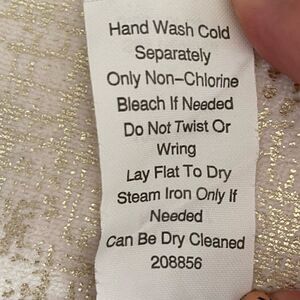 Hand Wash Cold
Separately
Only Non-Chlorine
Bleach If Needed
Do Not Twist Or
Wring
Lay Flat To Dry
Steam Iron Only If
Needed
Can Be Dry Cleaned
208856